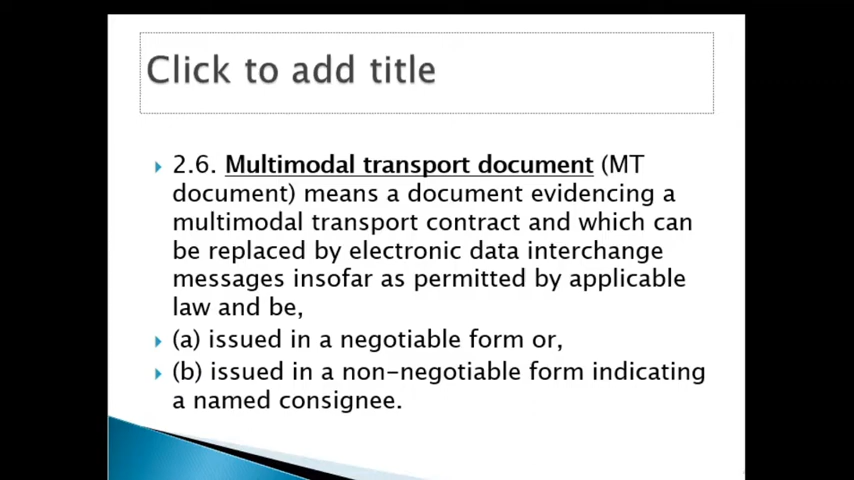 Click to add title
2.6. Multimodal transport document (MT
document) means a document evidencing a
multimodal transport contract and which can
be replaced by electronic data interchange
messages insofar as permitted by applicable
law and be,
(a) issued in a negotiable form or,
(b) issued in a non-negotiable form indicating
a named consignee.